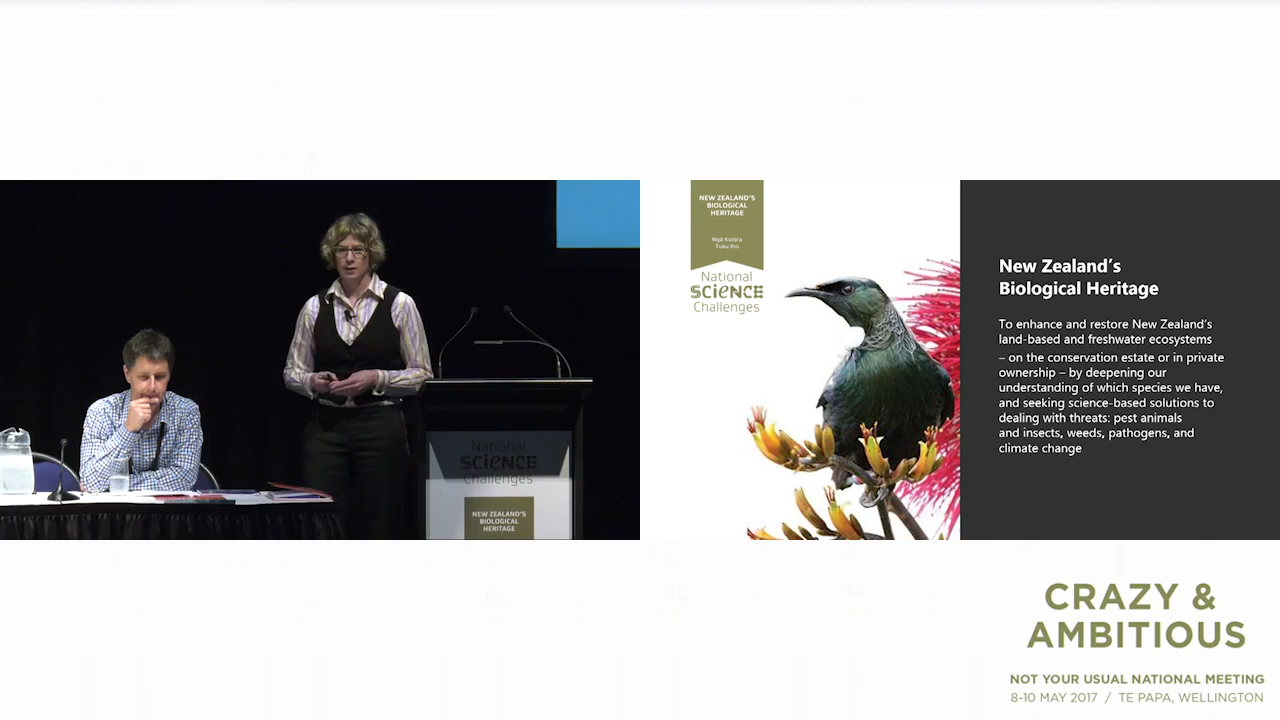 National
SCIENCE
Challenges
NEW ZEALAND'S
BIOLOGICAL
HERITAGE
NEW ZEALAND'S
BIOLOGICAL
HERITAGE
Ngā Koiora
Tuku Iho
National
SCIENCE
Challenges
New Zealand's
Biological Heritage
To enhance and restore New Zealand's
land-based and freshwater ecosystems
– on the conservation estate or in private
ownership – by deepening our
understanding of which species we have,
and seeking science-based solutions to
dealing with threats: pest animals
and insects, weeds, pathogens, and
climate change
CRAZY &
AMBITIOUS
NOT YOUR USUAL NATIONAL MEETING
8-10 MAY 2017 / TE PAPA, WELLINGTON